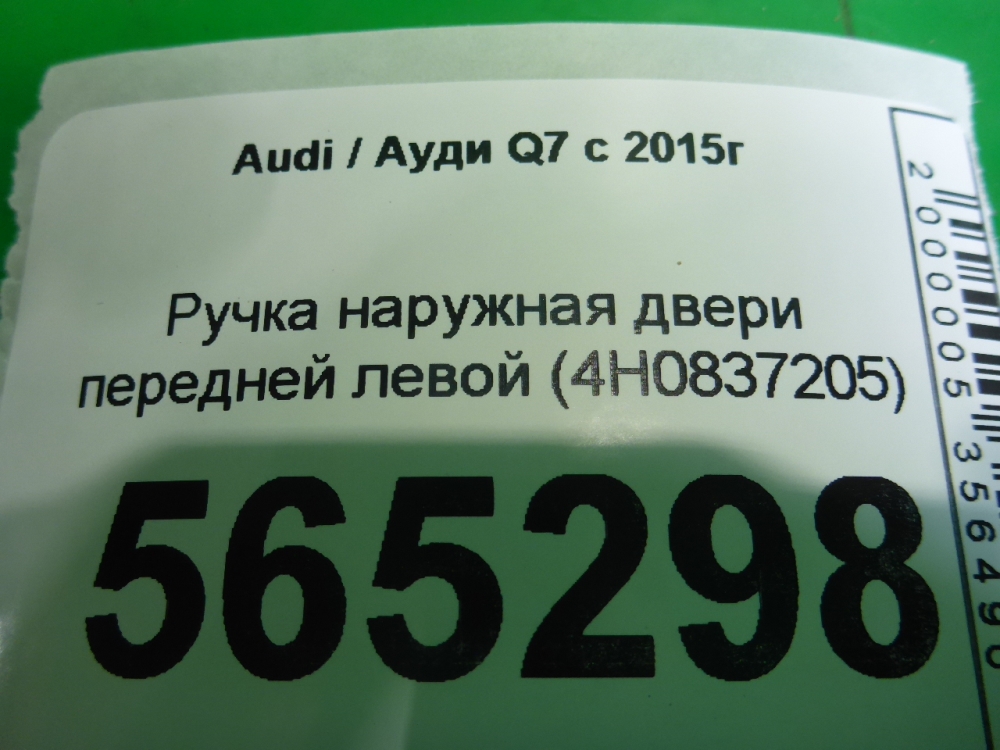 Audi / Ауди Q7 с 2015г
Ручка наружная двери
передней левой (4H0837205)
565298
2000005356490